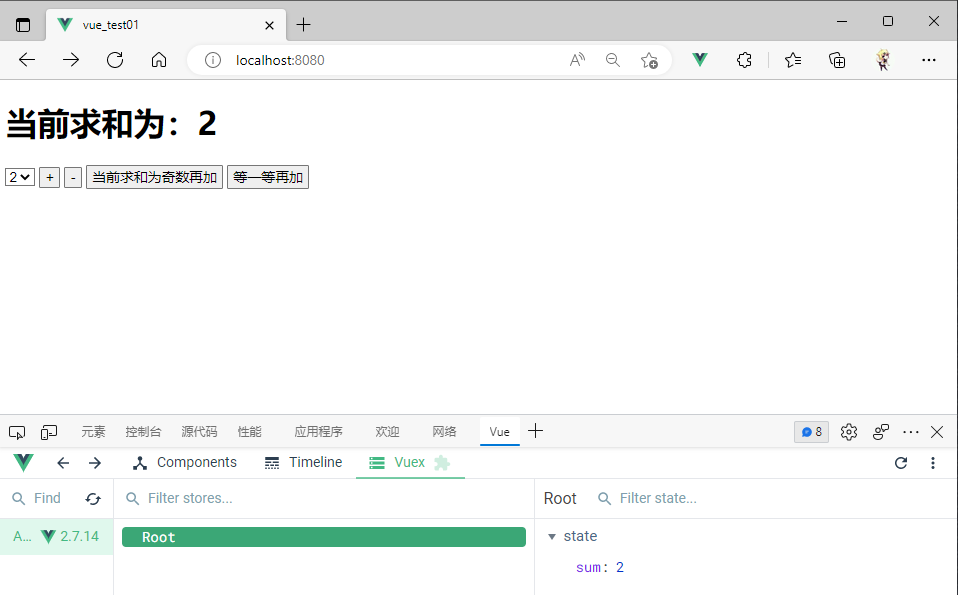 vue_test01
localhost:8080
当前求和为：2
2 + - 当前求和为奇数再加 等一等再加
元素 控制台 源代码 性能 应用程序 欢迎 网络 Vue 8
Components Timeline Vuex
Find Filter stores... Root Filter state...
A... 2.7.14 Root state
sum: 2